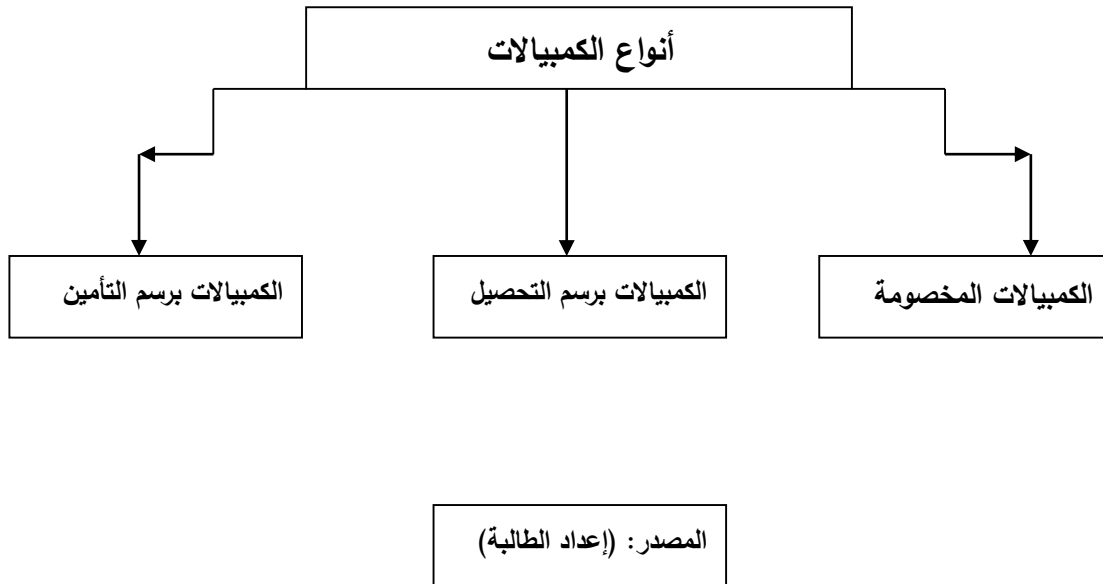 أنواع الكمبيالات
الكمبيالات المخصومة
الكمبيالات برسم التحصيل
الكمبيالات برسم التأمين
المصدر: (إعداد الطالبة)